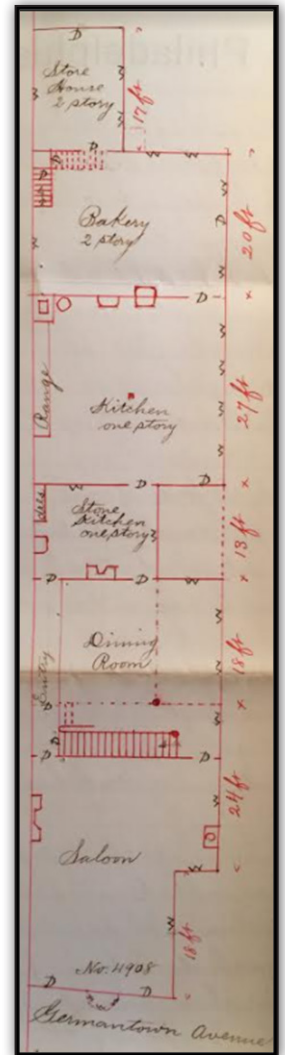 D
Store
House
2 story
W
W
W
17 ft
D
D
W
W
W
Bakery
2 story
D
20 ft
W
W
D
Range
W
27 ft
Kitchen
one story
W
D
D
Stone
Kitchen
one story
13 ft
D
W
W
Dining
Room
18 ft
Entry
D
D
D
24 ft
W
Saloon
W
W
18 ft
No. 4908
D
D
Germantown Avenue